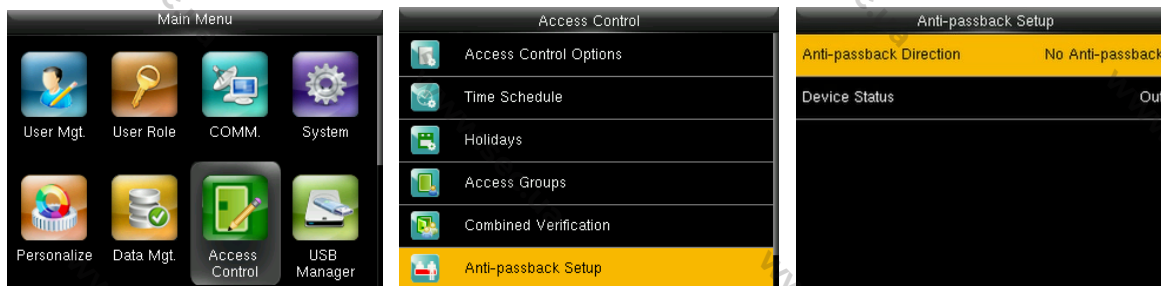 Main Menu
User Mgt.
User Role
COMM.
System
Personalize
Data Mgt.
Access
Control
USB
Manager
Access Control
Access Control Options
Time Schedule
Holidays
Access Groups
Combined Verification
Anti-passback Setup
Anti-passback Setup
Anti-passback Direction No Anti-passback
Device Status Out